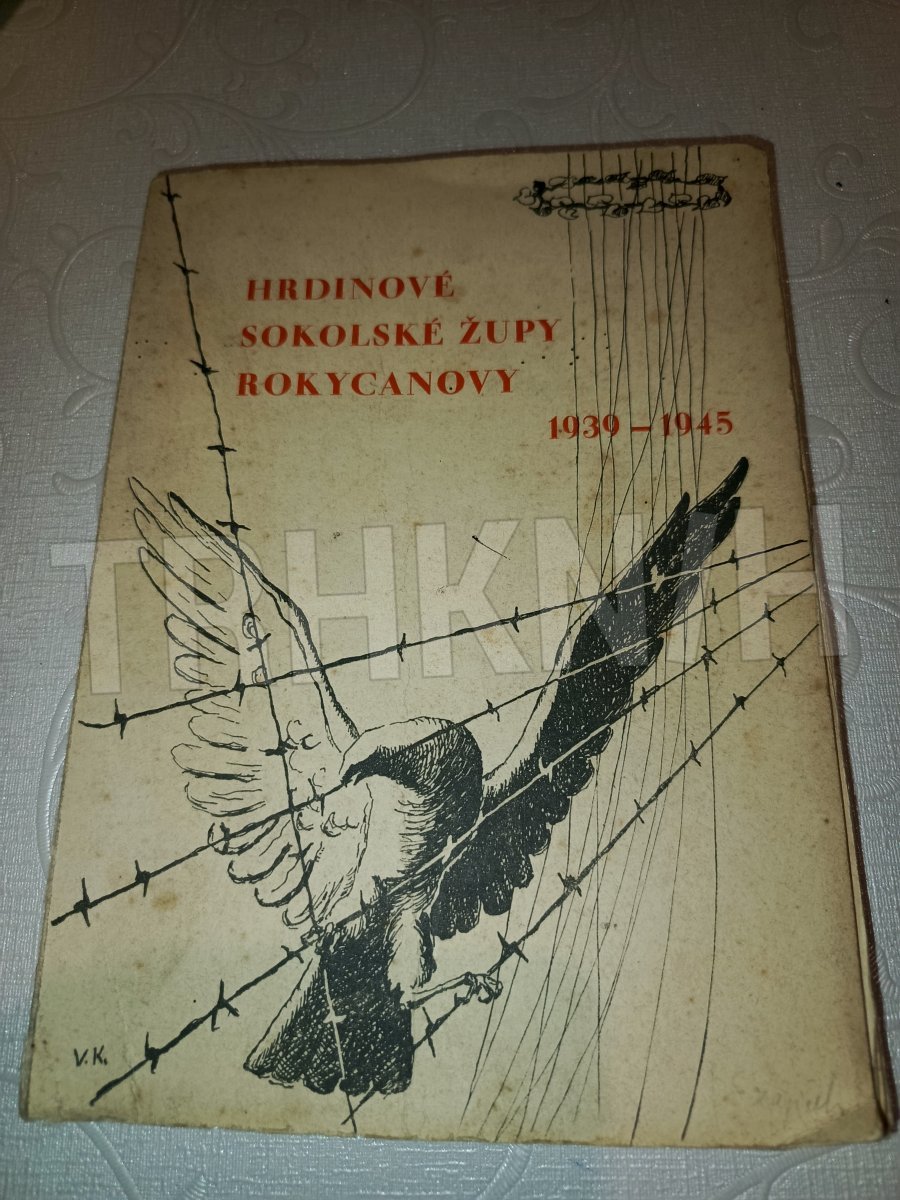 HRDINOVÉ
SOKOLSKÉ ŽUPY
ROKYCANOVY
1939 – 1945
TRHKNIH
V.K.